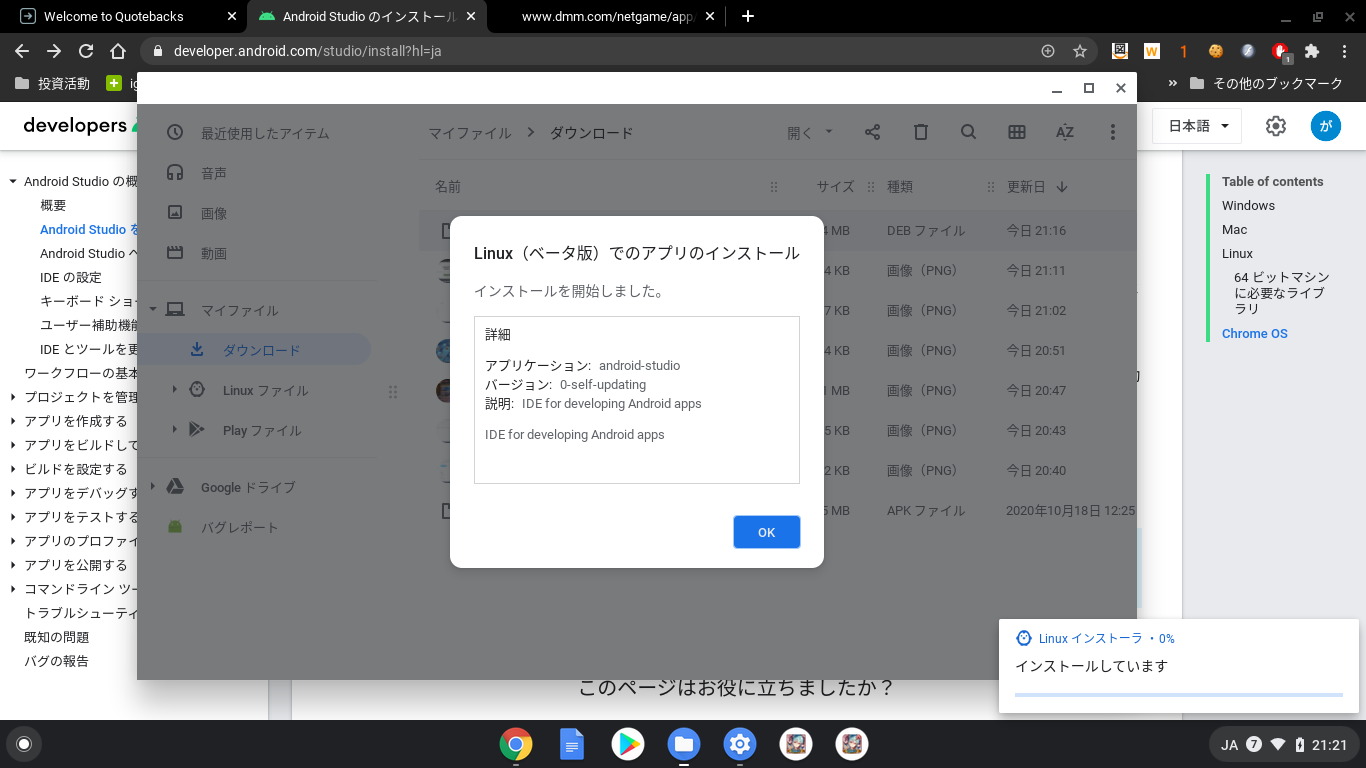 Welcome to Quotebacks
Android Studio のインストール
www.dmm.com/netgame/app
developer.android.com/studio/install?hl=ja
1
1
投資活動
その他のブックマーク
developers
日本語
が
Android Studio の概
概要
Android Studio を
Android Studio へ
IDE の設定
キーボード ショー
ユーザー補助機能
IDE とツールを更
ワークフローの基本
プロジェクトを管理
アプリを作成する
アプリをビルドして
ビルドを設定する
アプリをデバッグす
アプリをテストする
アプリのプロファイ
アプリを公開する
コマンドライン ツー
トラブルシューティ
既知の問題
バグの報告
最近使用したアイテム
音声
画像
動画
マイファイル
ダウンロード
Linux ファイル
Play ファイル
Google ドライブ
バグレポート
マイファイル
ダウンロード
開く
AZ
名前
サイズ
種類
更新日
MB DEB ファイル 今日 21:16
KB 画像（PNG） 今日 21:11
KB 画像（PNG） 今日 21:02
KB 画像（PNG） 今日 20:51
MB 画像（PNG） 今日 20:47
KB 画像（PNG） 今日 20:43
KB 画像（PNG） 今日 20:40
MB APK ファイル 2020年10月18日 12:25
Linux（ベータ版）でのアプリのインストール
インストールを開始しました。
詳細
アプリケーション: android-studio
バージョン: 0-self-updating
説明: IDE for developing Android apps
IDE for developing Android apps
OK
Table of contents
Windows
Mac
Linux
64 ビットマシン
に必要なライブ
ラリ
Chrome OS
このページはお役に立ちましたか？
Linux インストーラ ・ 0%
インストールしています
JA 7 21:21